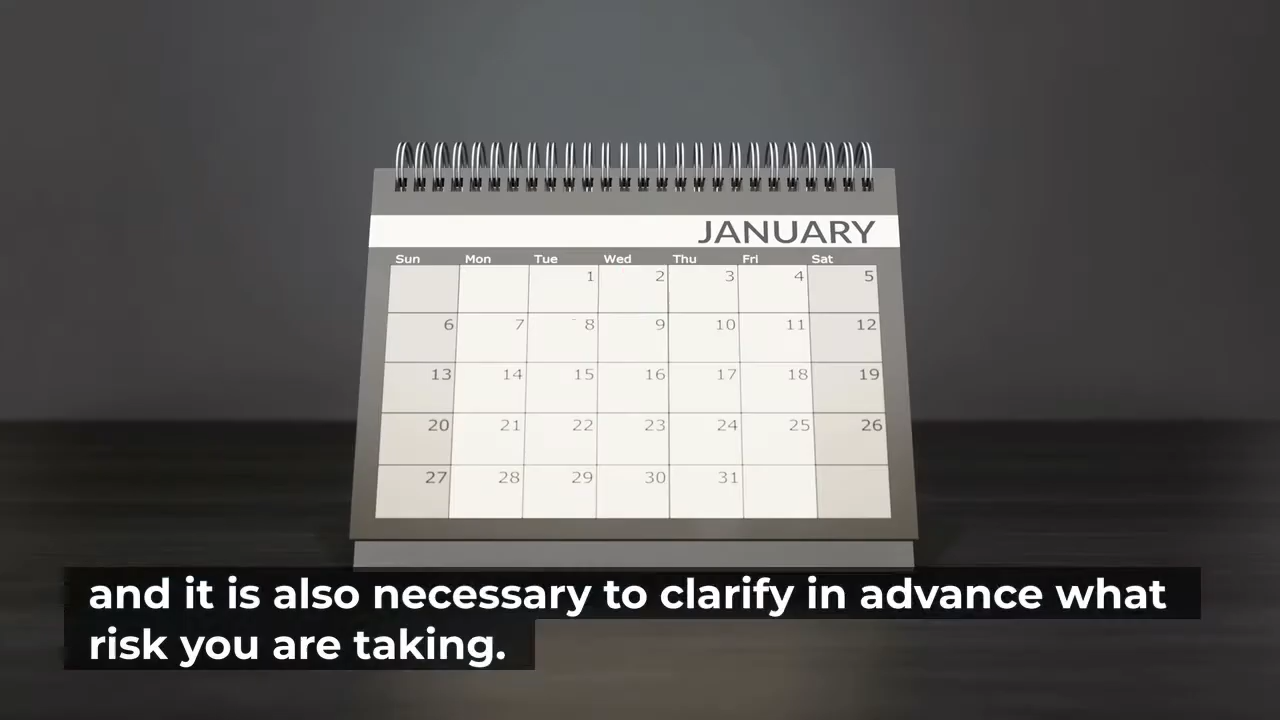 JANUARY
Sun Mon Tue Wed Thu Fri Sat
1 2 3 4 5
6 7 8 9 10 11 12
13 14 15 16 17 18 19
20 21 22 23 24 25 26
27 28 29 30 31
and it is also necessary to clarify in advance what
risk you are taking.